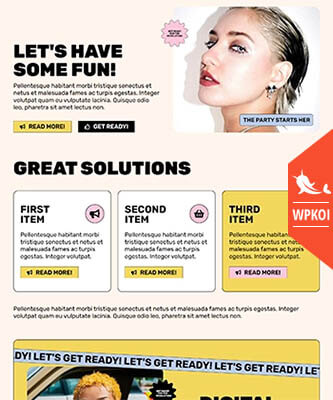 LET'S HAVE
SOME FUN!
Pellentesque habitant morbi tristique senectus et
netus et malesuada fames ac turpis egestas. Integer
volutpat quam eu vulputate lacinia. Quisque odio
leo, pharetra sit amet lectus non.
READ MORE!
GET READY!
THE PARTY STARTS HER
GREAT SOLUTIONS
WPKOI
FIRST
ITEM
Pellentesque habitant morbi
tristique senectus et netus et
malesuada fames ac turpis
egestas. Integer volutpat.
READ MORE!
SECOND
ITEM
Pellentesque habitant morbi
tristique senectus et netus et
malesuada fames ac turpis
egestas. Integer volutpat.
READ MORE!
THIRD
ITEM
Pellentesque habitant morbi
tristique senectus et netus et
malesuada fames ac turpis
egestas. Integer volutpat.
READ MORE!
Pellentesque habitant morbi tristique senectus et netus et malesuada fames ac turpis egestas. Integer
volutpat quam eu vulputate lacinia. Quisque odio leo, pharetra sit amet lectus non.
DY! LET'S GET READY! LET'S GET READY! LET'S GET READY!
DIGITAL